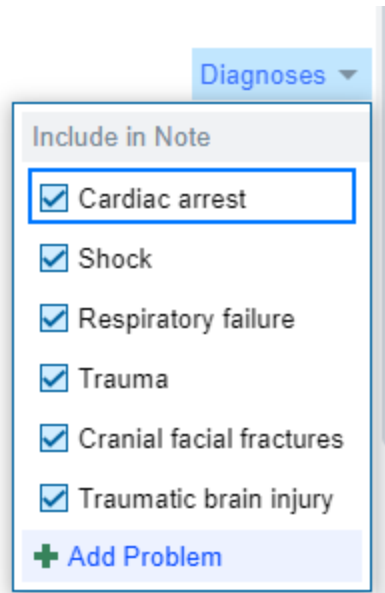 Diagnoses
Include in Note
Cardiac arrest
Shock
Respiratory failure
Trauma
Cranial facial fractures
Traumatic brain injury
Add Problem